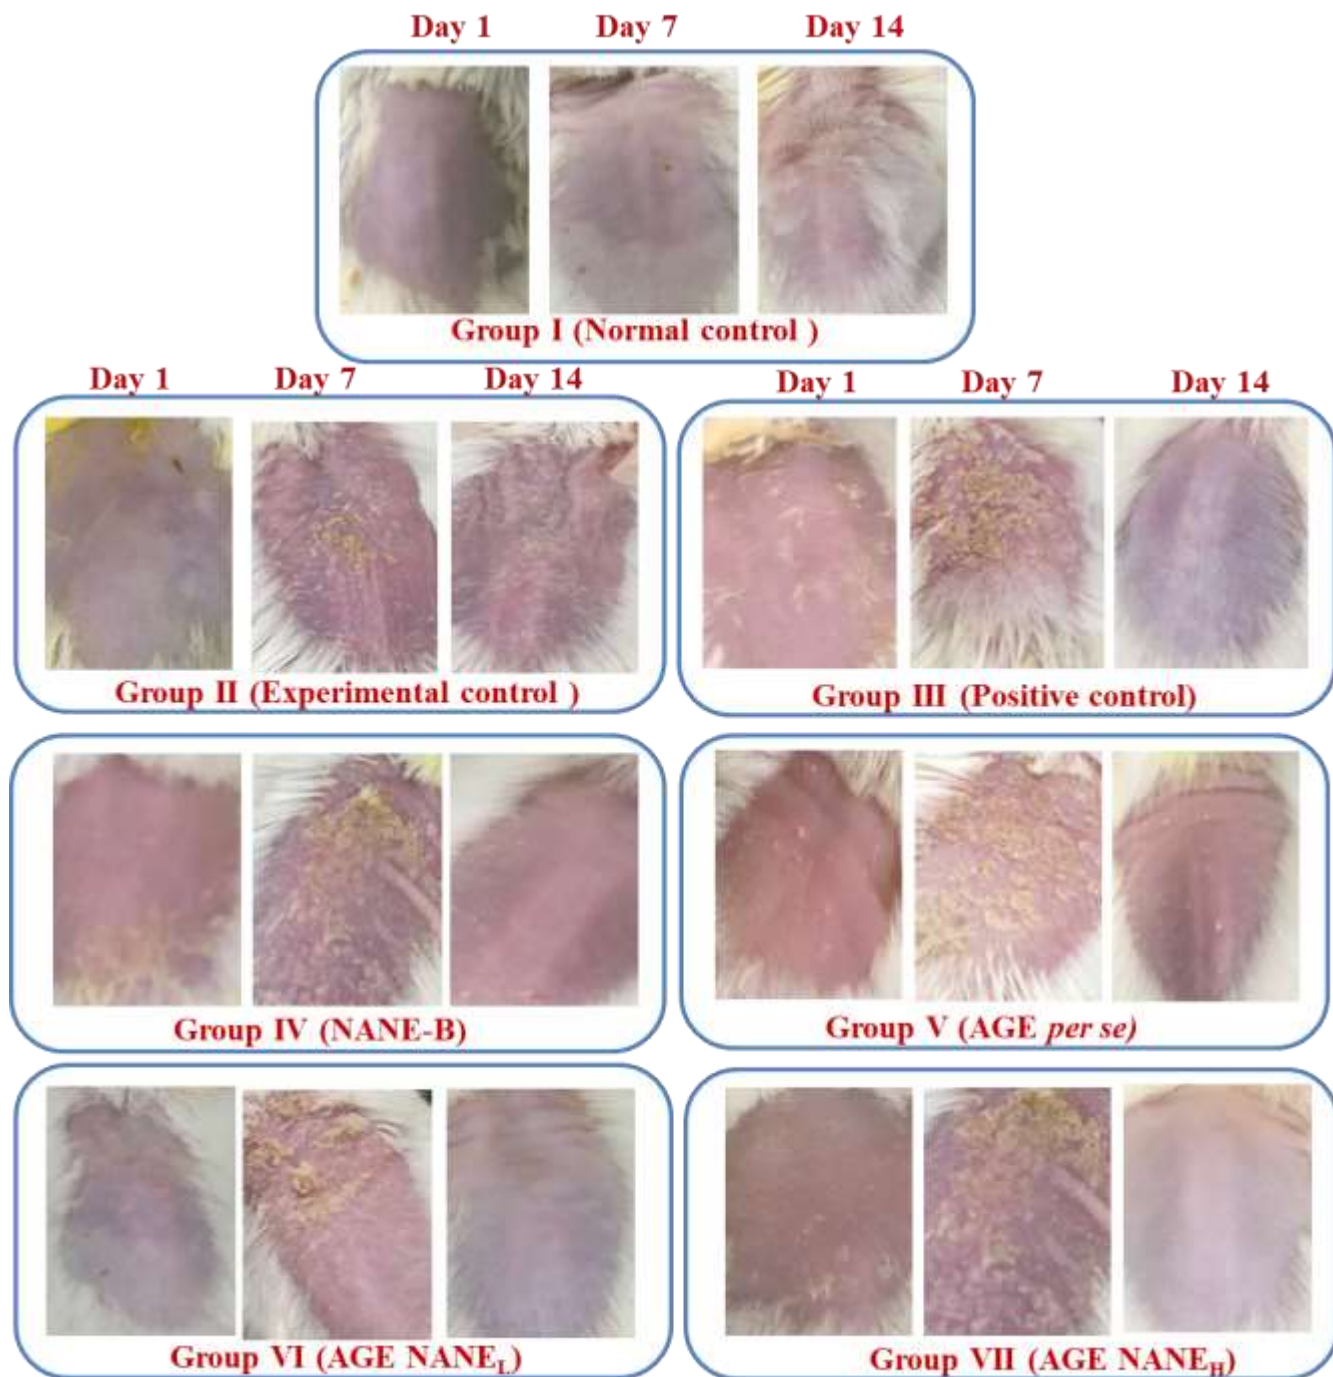 Day 1 Day 7 Day 14
Group I (Normal control )
Day 1 Day 7 Day 14 Day 1 Day 7 Day 14
Group II (Experimental control ) Group III (Positive control)
Group IV (NANE-B) Group V (AGE per se)
Group VI (AGE NANE_L) Group VII (AGE NANE_H)